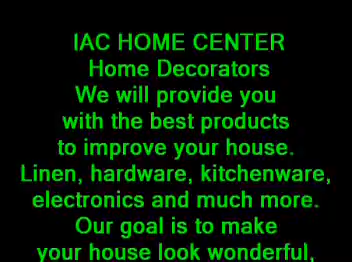 IAC HOME CENTER
Home Decorators
We will provide you
with the best products
to improve your house.
Linen, hardware, kitchenware,
electronics and much more.
Our goal is to make
your house look wonderful,